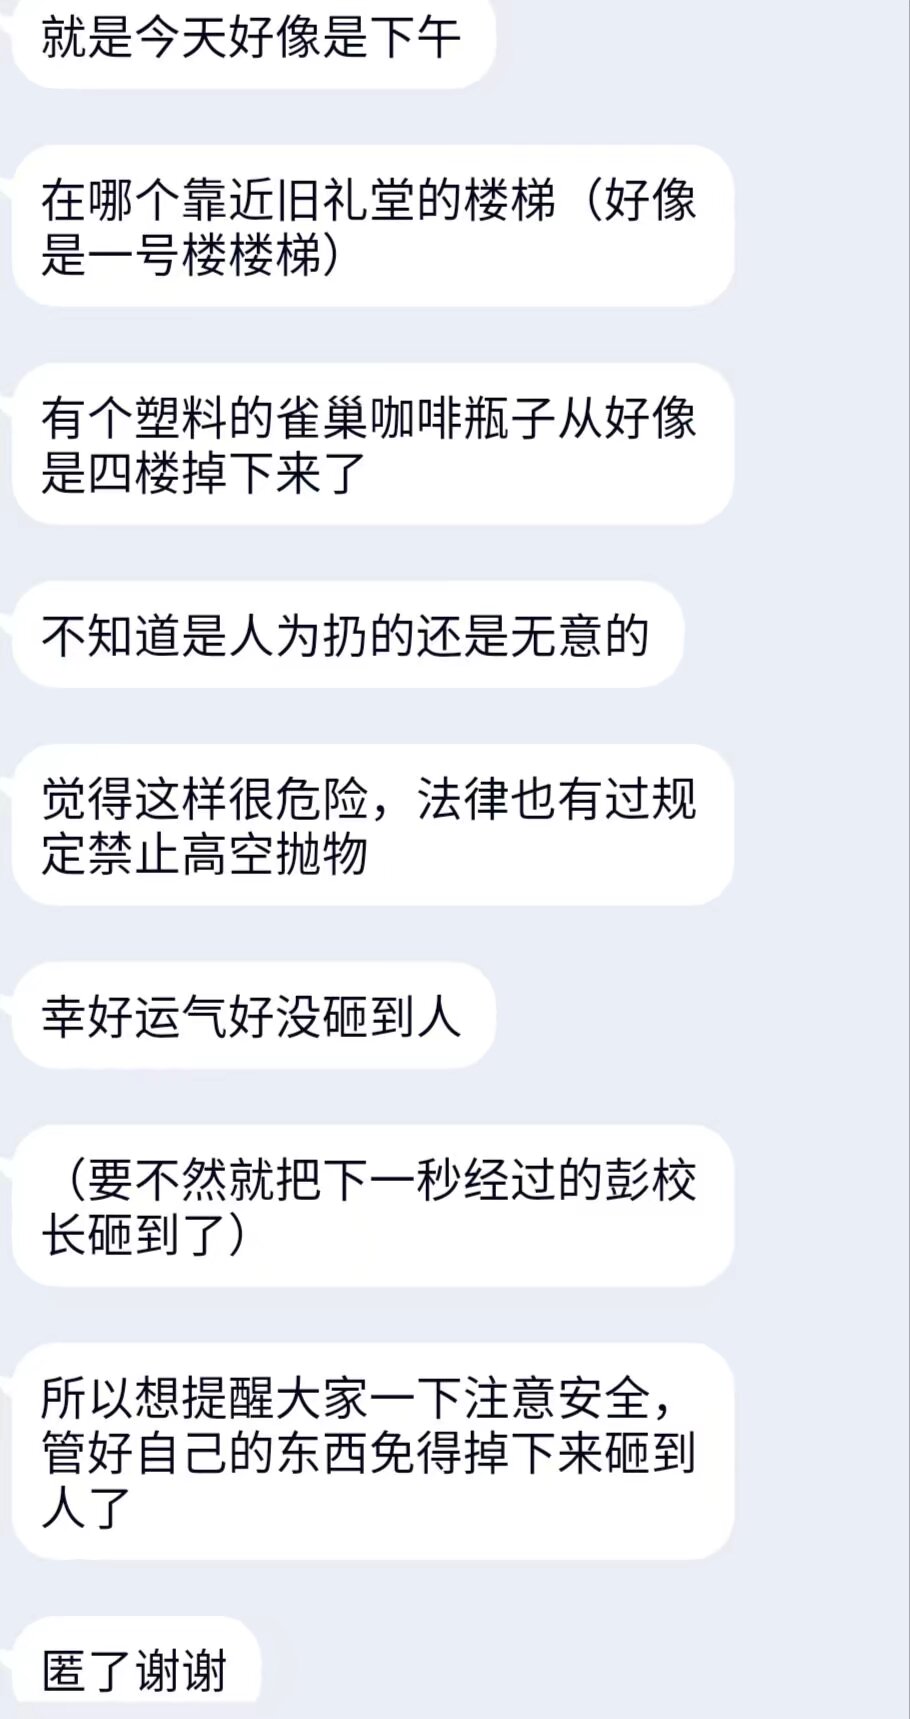 就是今天好像是下午
在哪个靠近旧礼堂的楼梯（好像
是一号楼楼梯）
有个塑料的雀巢咖啡瓶子从好像
是四楼掉下来了
不知道是人为扔的还是无意的
觉得这样很危险，法律也有过规
定禁止高空抛物
幸好运气好没砸到人
（要不然就把下一秒经过的彭校
长砸到了）
所以想提醒大家一下注意安全，
管好自己的东西免得掉下来砸到
人了
匿了谢谢